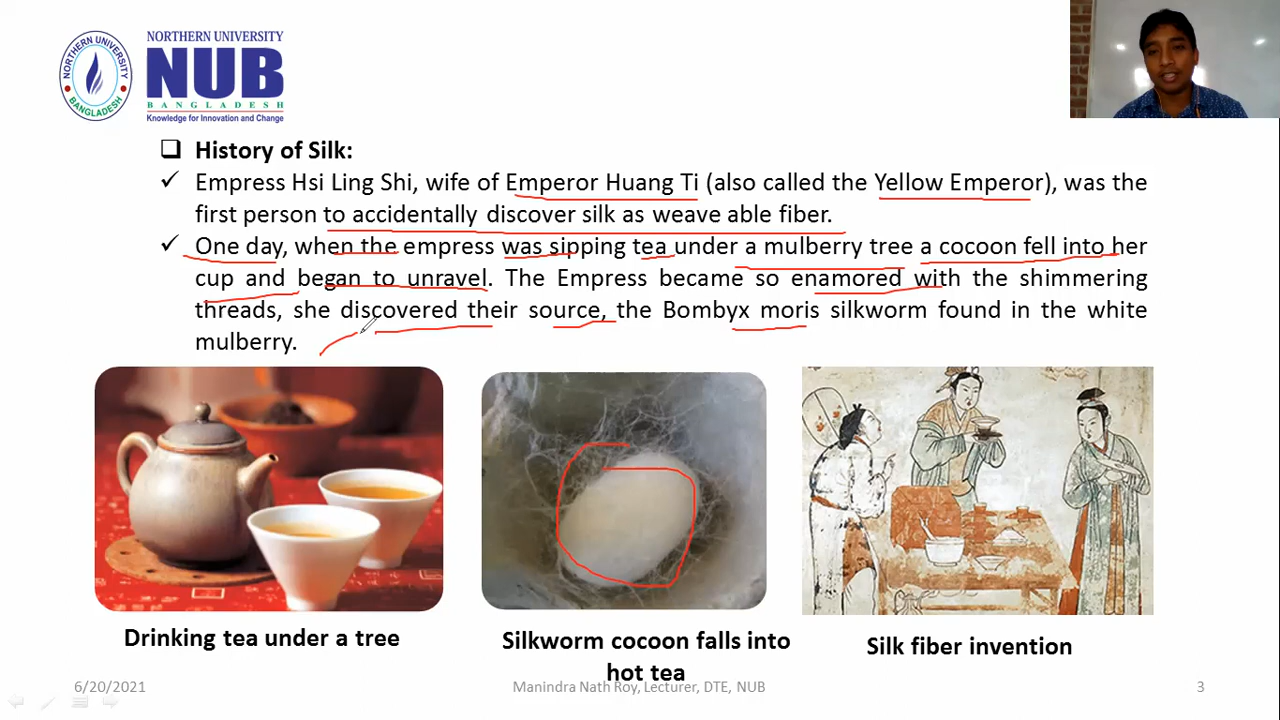 NORTHERN UNIVERSITY
BANGLADESH
NORTHERN UNIVERSITY
NUB
BANGLADESH
Knowledge for Innovation and Change
History of Silk:
Empress Hsi Ling Shi, wife of Emperor Huang Ti (also called the Yellow Emperor), was the
first person to accidentally discover silk as weave able fiber.
One day, when the empress was sipping tea under a mulberry tree a cocoon fell into her
cup and began to unravel. The Empress became so enamored with the shimmering
threads, she discovered their source, the Bombyx moris silkworm found in the white
mulberry.
Drinking tea under a tree
Silkworm cocoon falls into
hot tea
Silk fiber invention
6/20/2021
Manindra Nath Roy, Lecturer, DTE, NUB
3